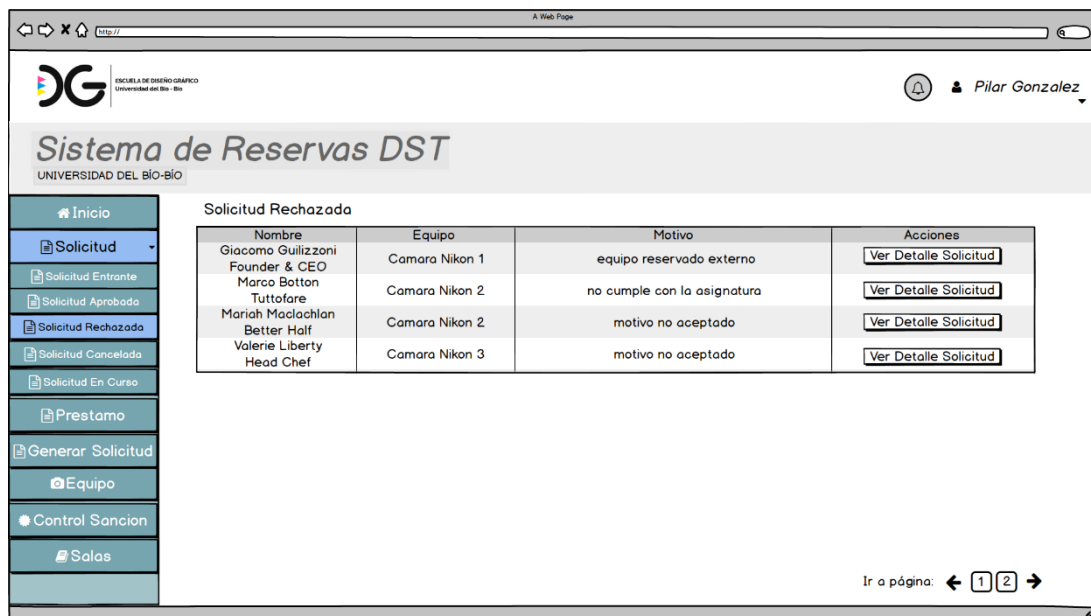 A Web Page
http://
DG
ESCUELA DE DISEÑO GRÁFICO
Universidad del Bío - Bío
Pilar Gonzalez
Sistema de Reservas DST
UNIVERSIDAD DEL BÍO-BÍO
Inicio
Solicitud
Solicitud Entrante
Solicitud Aprobada
Solicitud Rechazada
Solicitud Cancelada
Solicitud En Curso
Prestamo
Generar Solicitud
Equipo
Control Sancion
Salas
Solicitud Rechazada
Nombre Equipo Motivo Acciones
Giacomo Guilizzoni
Founder & CEO Camara Nikon 1 equipo reservado externo Ver Detalle Solicitud
Marco Botton
Tuttofare Camara Nikon 2 no cumple con la asignatura Ver Detalle Solicitud
Mariah Maclachlan
Better Half Camara Nikon 2 motivo no aceptado Ver Detalle Solicitud
Valerie Liberty
Head Chef Camara Nikon 3 motivo no aceptado Ver Detalle Solicitud
Ir a página: 1 2